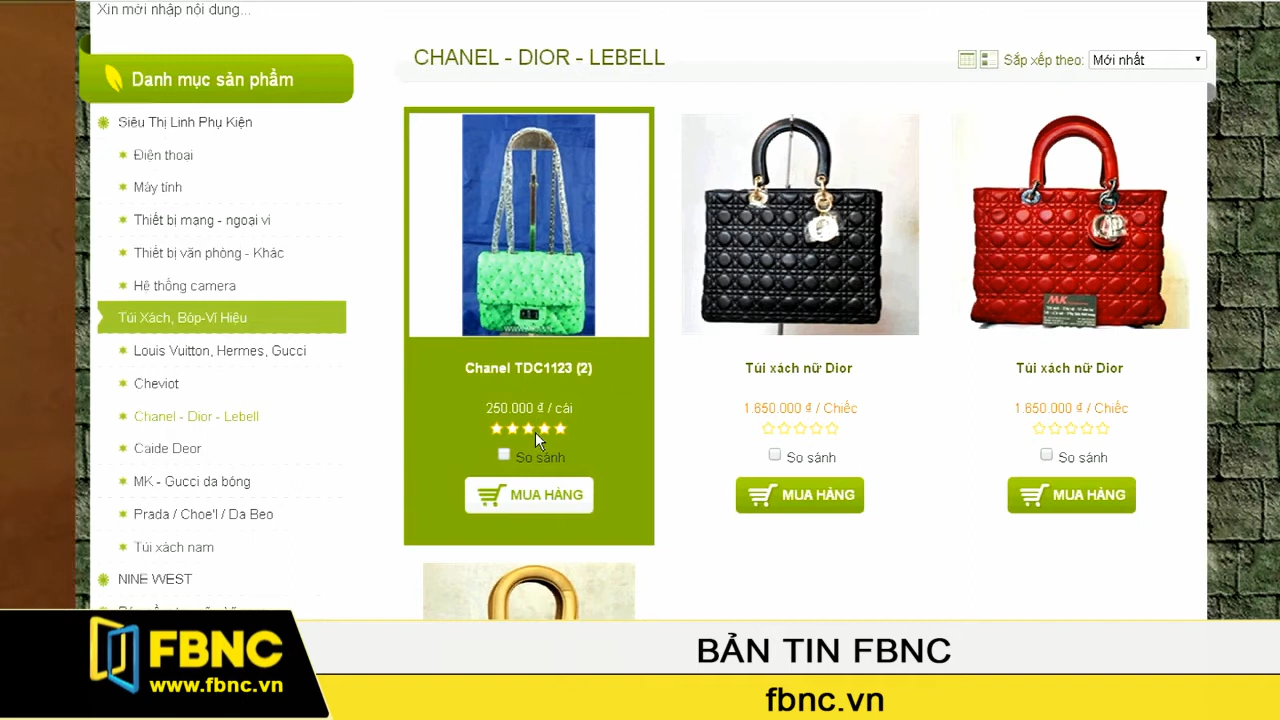 Xin mới nhập nội dung...
Danh mục sản phẩm
Siêu Thị Linh Phụ Kiện
Điện thoại
Máy tính
Thiết bị mạng - ngoại vi
Thiết bị văn phòng - Khác
Hệ thống camera
Túi Xách, Bóp-Ví Hiệu
Louis Vuitton, Hermes, Gucci
Cheviot
Chanel - Dior - Lebell
Caide Deor
MK - Gucci da bóng
Prada / Choe'l / Da Beo
Túi xách nam
NINE WEST
CHANEL - DIOR - LEBELL
Sắp xếp theo: Mới nhất
Chanel TDC1123 (2)
250.000 ₫ / cái
So sánh
MUA HÀNG
Túi xách nữ Dior
1.650.000 ₫ / Chiếc
So sánh
MUA HÀNG
MK
Túi xách nữ Dior
1.650.000 ₫ / Chiếc
So sánh
MUA HÀNG
FBNC
www.fbnc.vn
BẢN TIN FBNC
fbnc.vn